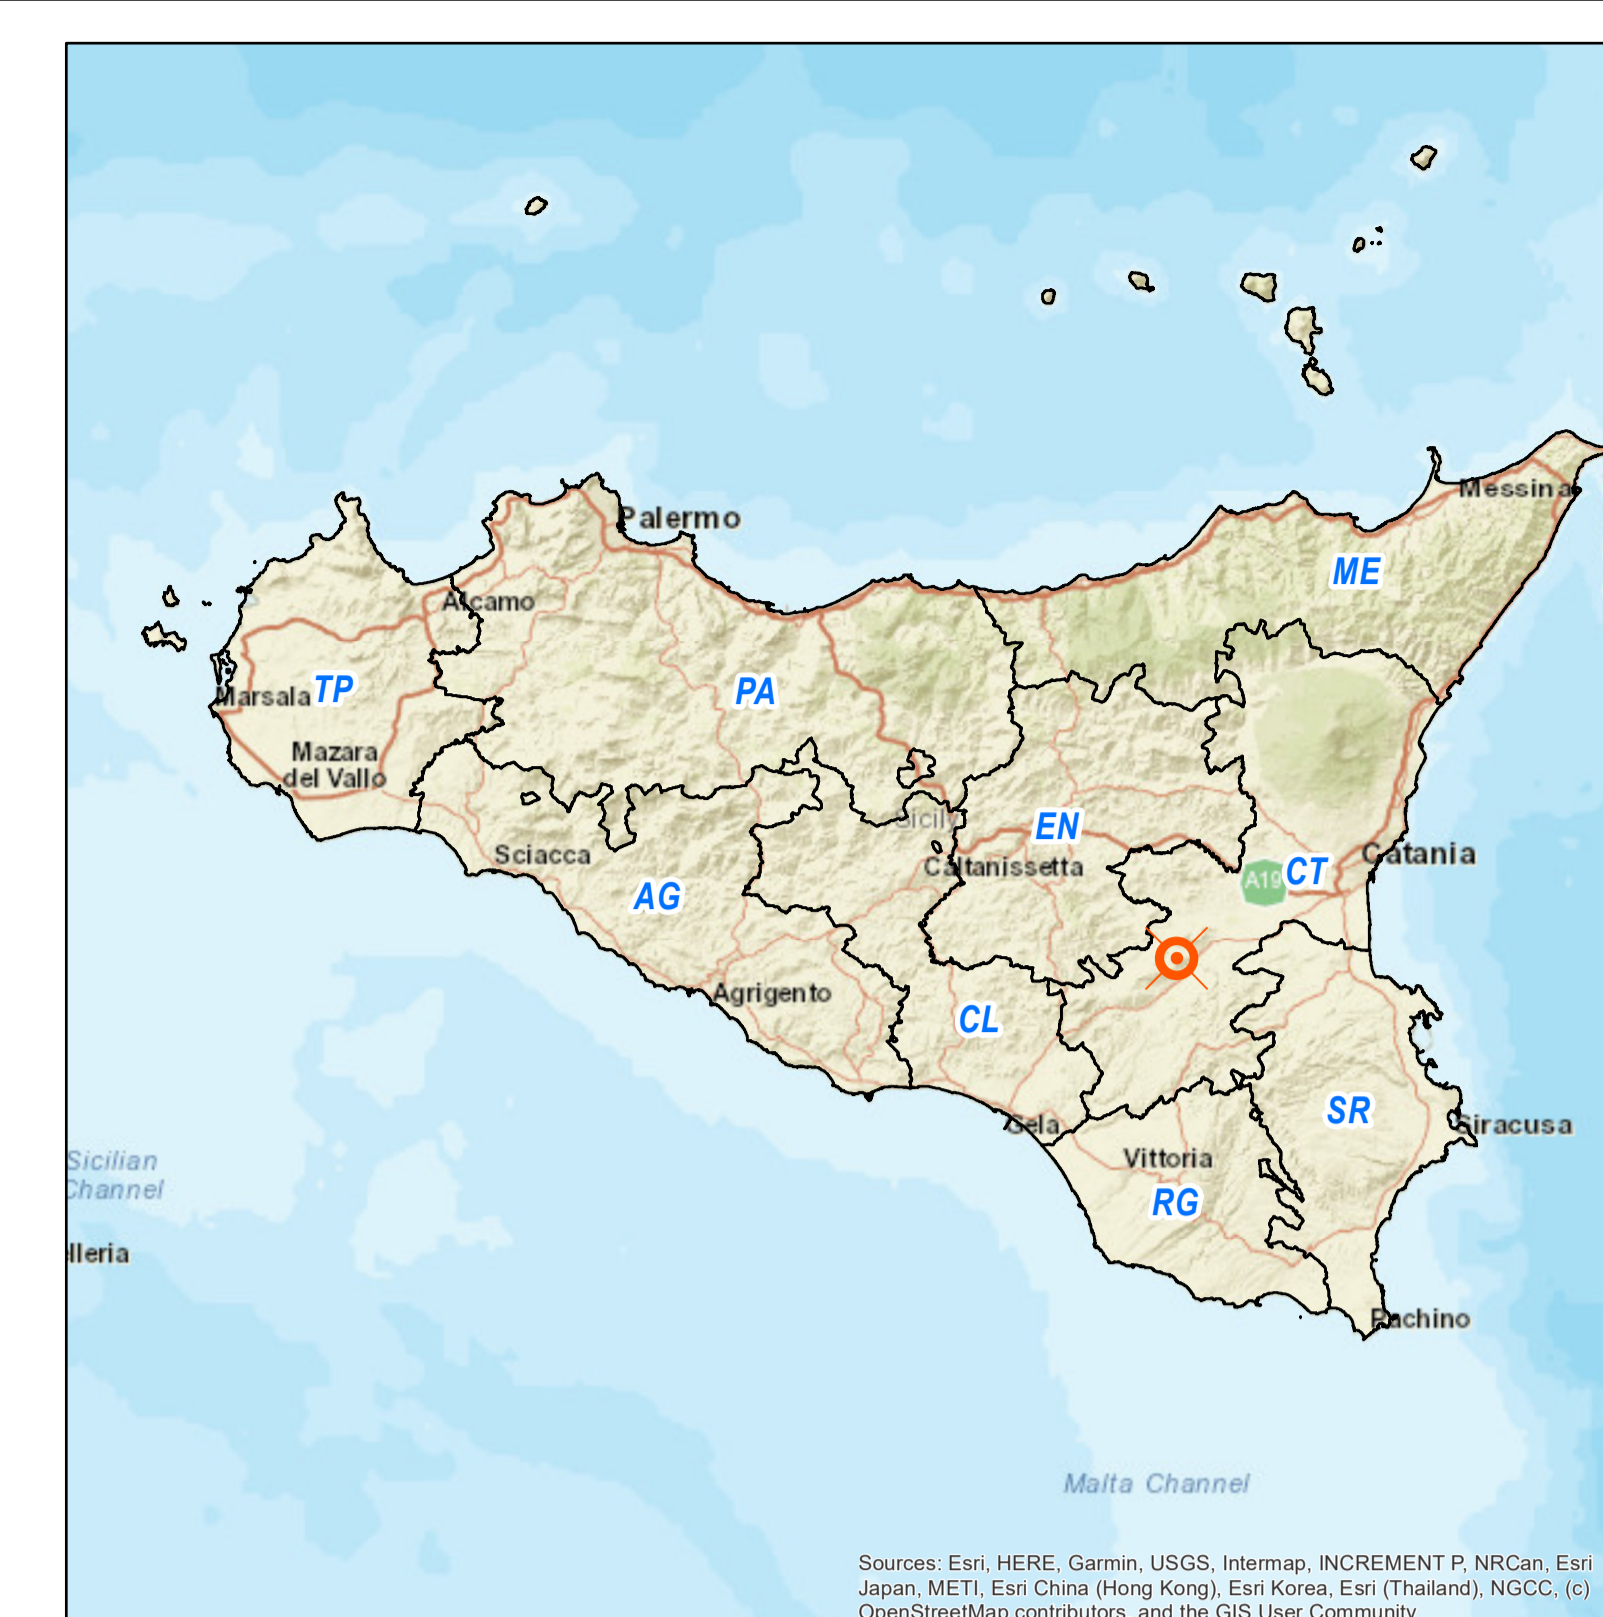 Messina
Palermo
ME
Alcamo
TP
PA
Marsala
Mazara
del Vallo
Sicily
EN
Sciacca
Caltanissetta
Catania
CT
A19
AG
Agrigento
CL
SR
Gela
Siracusa
Vittoria
Sicilian
Channel
RG
lleria
Pachino
Malta Channel
Sources: Esri, HERE, Garmin, USGS, Intermap, INCREMENT P, NRCan, Esri
Japan, METI, Esri China (Hong Kong), Esri Korea, Esri (Thailand), NGCC, (c)
OpenStreetMap contributors, and the GIS User Community